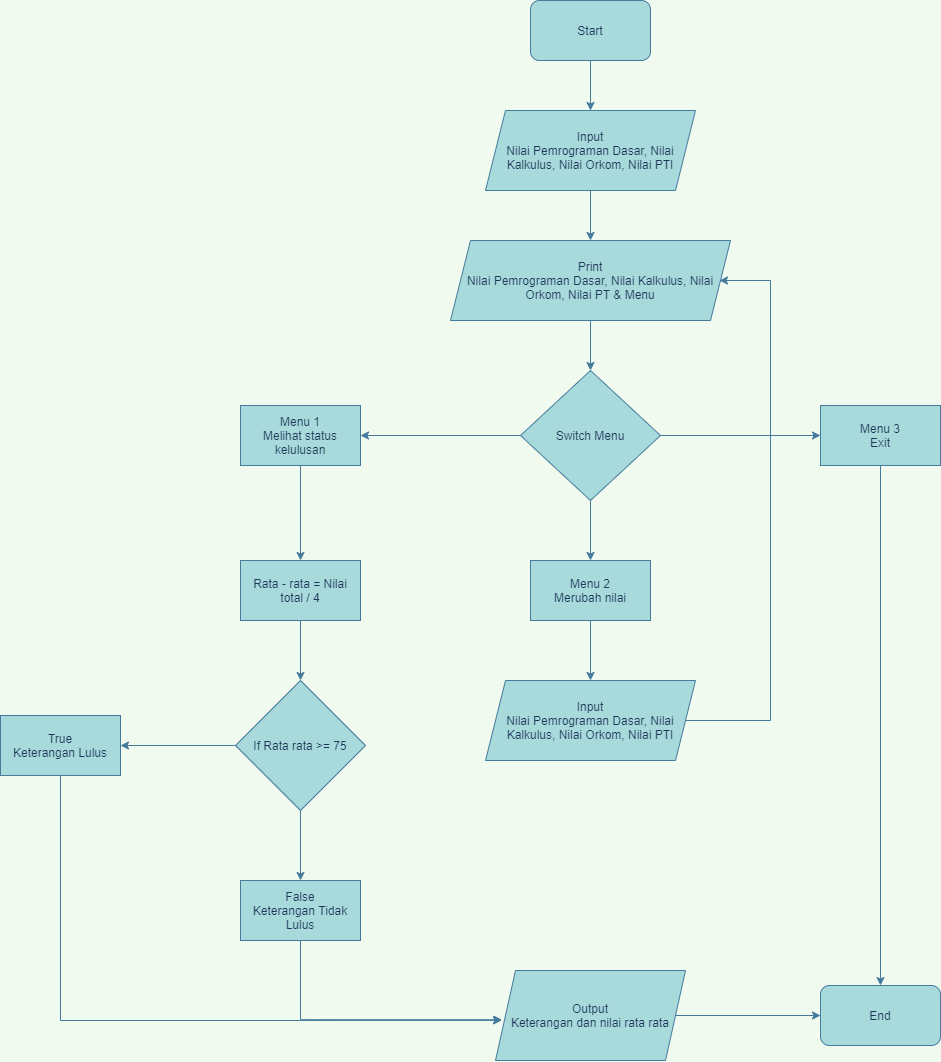 Start
Input
Nilai Pemrograman Dasar, Nilai
Kalkulus, Nilai Orkom, Nilai PTI
Print
Nilai Pemrograman Dasar, Nilai Kalkulus, Nilai
Orkom, Nilai PT & Menu
Menu 1
Melihat status
kelulusan
Switch Menu
Menu 3
Exit
Rata - rata = Nilai
total / 4
Menu 2
Merubah nilai
Input
Nilai Pemrograman Dasar, Nilai
Kalkulus, Nilai Orkom, Nilai PTI
True
Keterangan Lulus
If Rata rata >= 75
False
Keterangan Tidak
Lulus
Output
Keterangan dan nilai rata rata
End